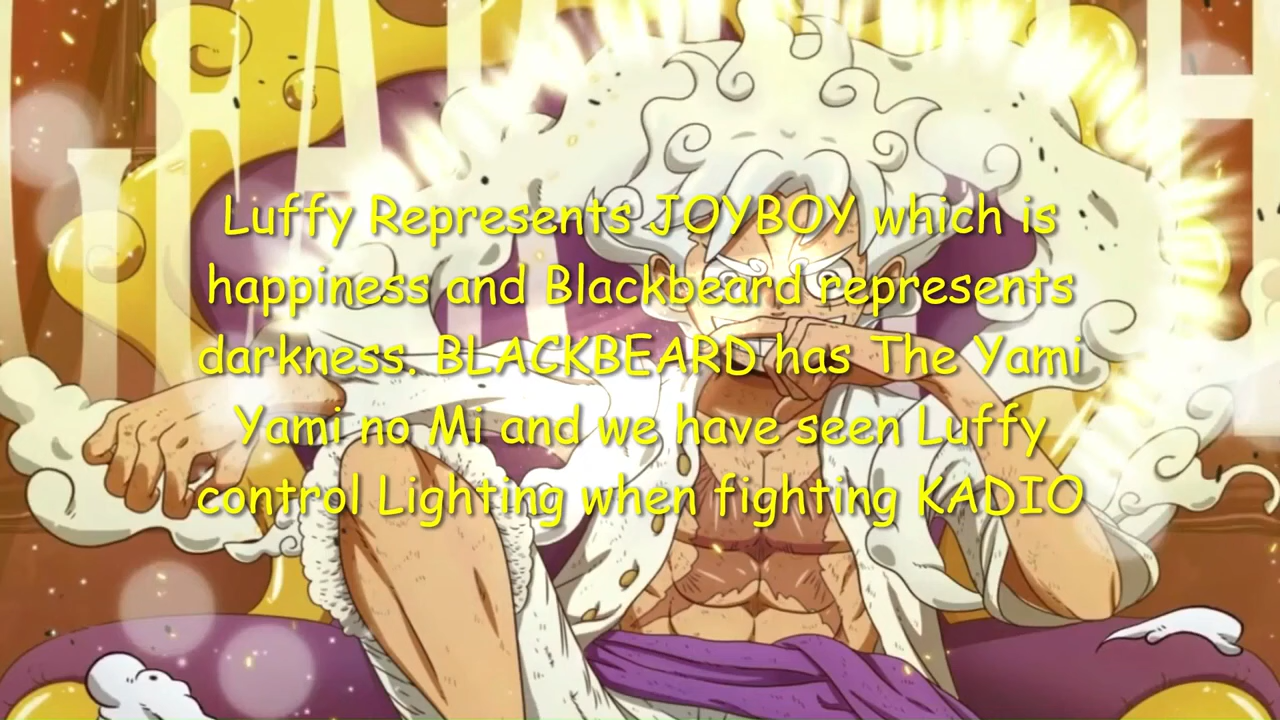 Luffy Represents JOYBOY which is
happiness and Blackbeard represents
darkness. BLACKBEARD has The Yami
Yami no Mi and we have seen Luffy
control Lighting when fighting KADIO